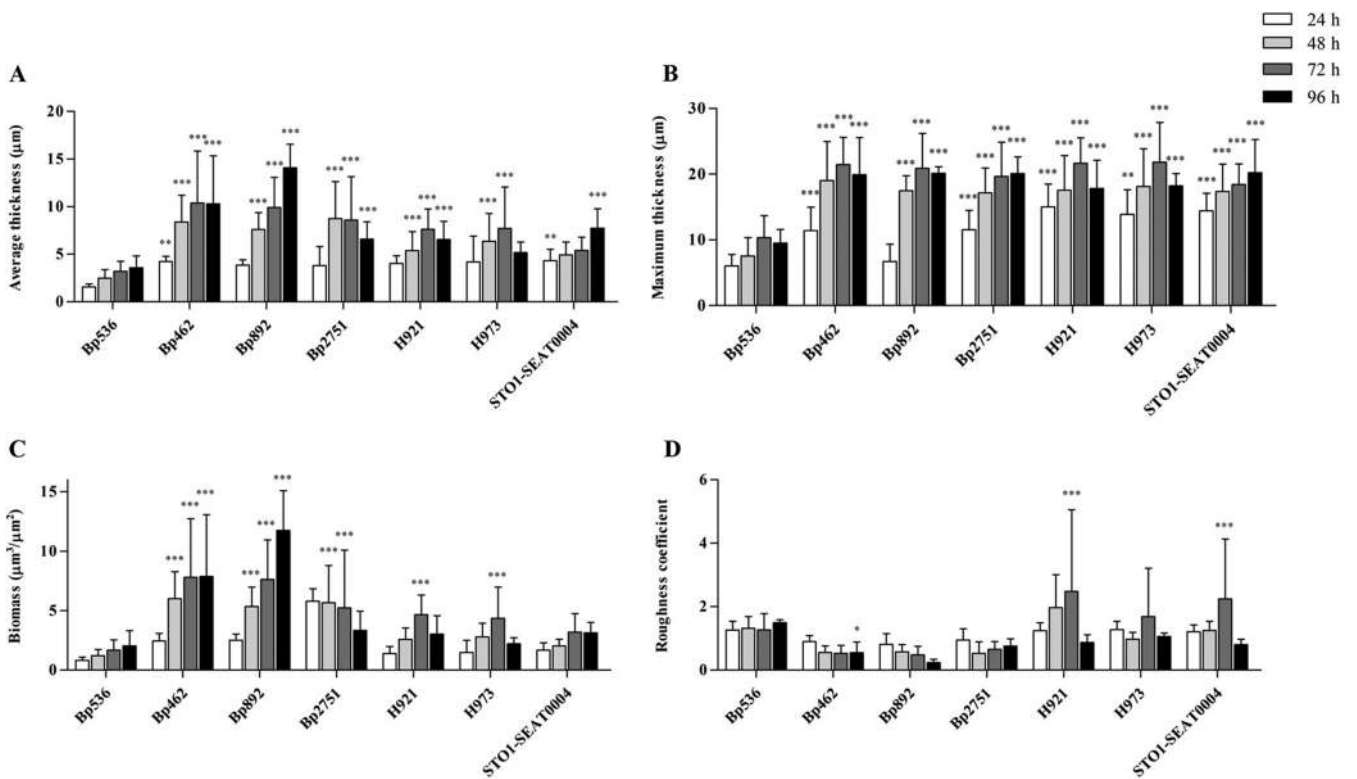 24 h
48 h
72 h
96 h
A
Average thickness (μm)
20
15
10
5
0
** *** *** ***
*** *** ***
*** *** ***
*** *** ***
*** ***
** ***
Bp536
Bp462
Bp892
Bp2751
H921
H973
STO1-SEAT0004
B
Maximum thickness (μm)
30
20
10
0
*** *** *** ***
*** *** ***
*** *** *** ***
*** *** *** ***
** *** *** ***
*** *** *** ***
Bp536
Bp462
Bp892
Bp2751
H921
H973
STO1-SEAT0004
C
Biomass (μm³/μm²)
15
10
5
0
*** *** ***
*** *** ***
*** ***
***
***
Bp536
Bp462
Bp892
Bp2751
H921
H973
STO1-SEAT0004
D
Roughness coefficient
6
4
2
0
*
***
***
Bp536
Bp462
Bp892
Bp2751
H921
H973
STO1-SEAT0004